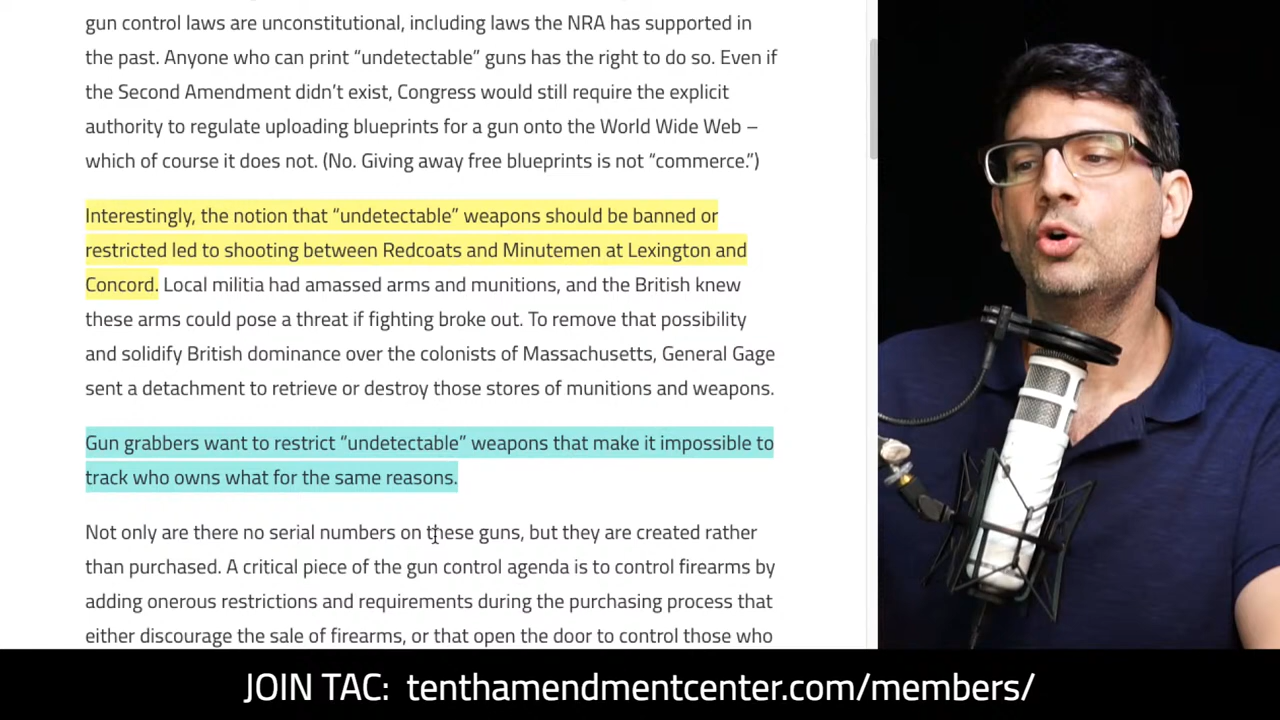 gun control laws are unconstitutional, including laws the NRA has supported in
the past. Anyone who can print “undetectable” guns has the right to do so. Even if
the Second Amendment didn’t exist, Congress would still require the explicit
authority to regulate uploading blueprints for a gun onto the World Wide Web –
which of course it does not. (No. Giving away free blueprints is not “commerce.”)
Interestingly, the notion that “undetectable” weapons should be banned or
restricted led to shooting between Redcoats and Minutemen at Lexington and
Concord. Local militia had amassed arms and munitions, and the British knew
these arms could pose a threat if fighting broke out. To remove that possibility
and solidify British dominance over the colonists of Massachusetts, General Gage
sent a detachment to retrieve or destroy those stores of munitions and weapons.
Gun grabbers want to restrict “undetectable” weapons that make it impossible to
track who owns what for the same reasons.
Not only are there no serial numbers on these guns, but they are created rather
than purchased. A critical piece of the gun control agenda is to control firearms by
adding onerous restrictions and requirements during the purchasing process that
either discourage the sale of firearms, or that open the door to control those who
JOIN TAC: tenthamendmentcenter.com/members/